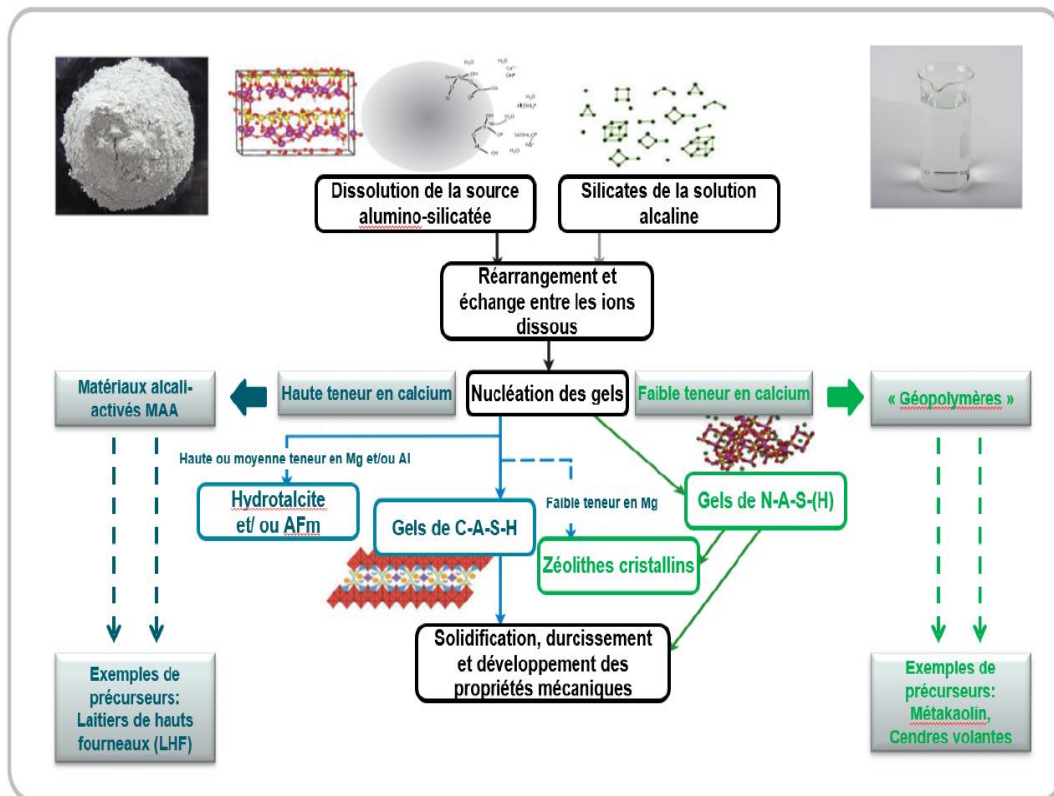 Dissolution de la source
alumino-silicatée
Silicates de la solution
alcaline
Réarrangement et
échange entre les ions
dissous
Matériaux alcali-
activés MAA
Haute teneur en calcium
Nucléation des gels
Faible teneur en calcium
« Géopolymères »
Haute ou moyenne teneur en Mg et/ou Al
Hydrotalcite
et/ ou AFm
Gels de C-A-S-H
Faible teneur en Mg
Gels de N-A-S-(H)
Zéolithes cristallins
Solidification, durcissement
et développement des
propriétés mécaniques
Exemples de
précurseurs:
Laitiers de hauts
fourneaux (LHF)
Exemples de
précurseurs:
Métakaolin,
Cendres volantes